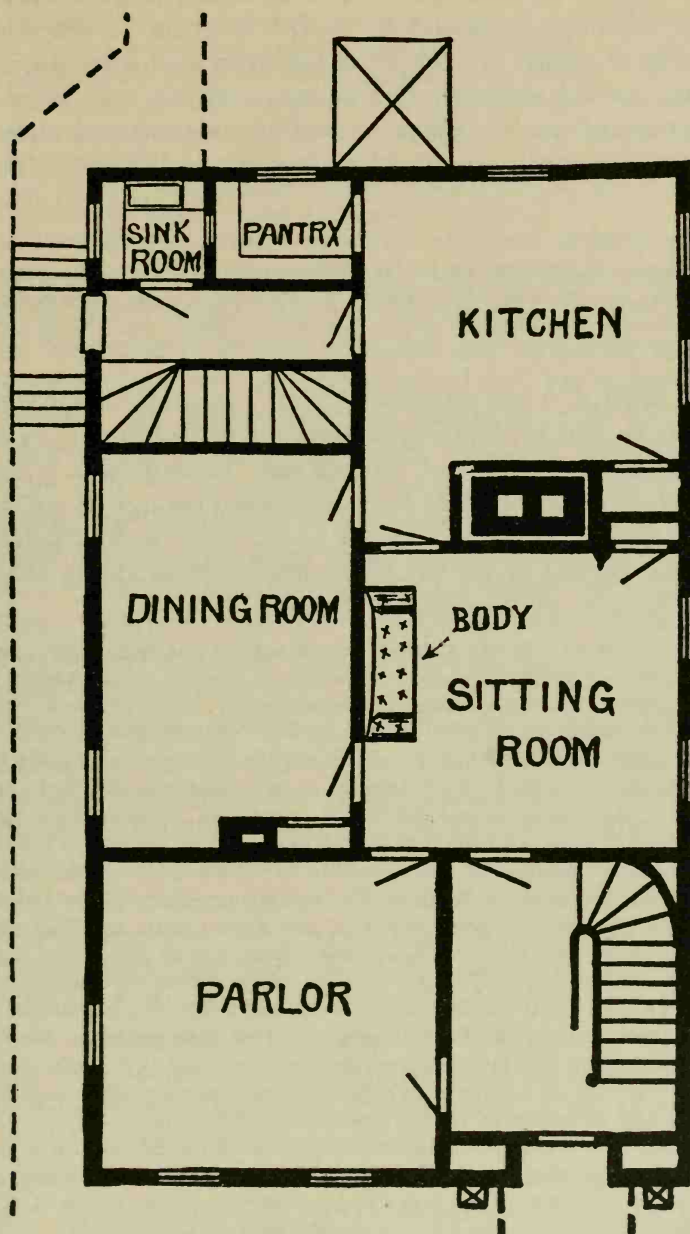 SINK
ROOM
PANTRY
KITCHEN
DINING ROOM
BODY
SITTING
ROOM
PARLOR